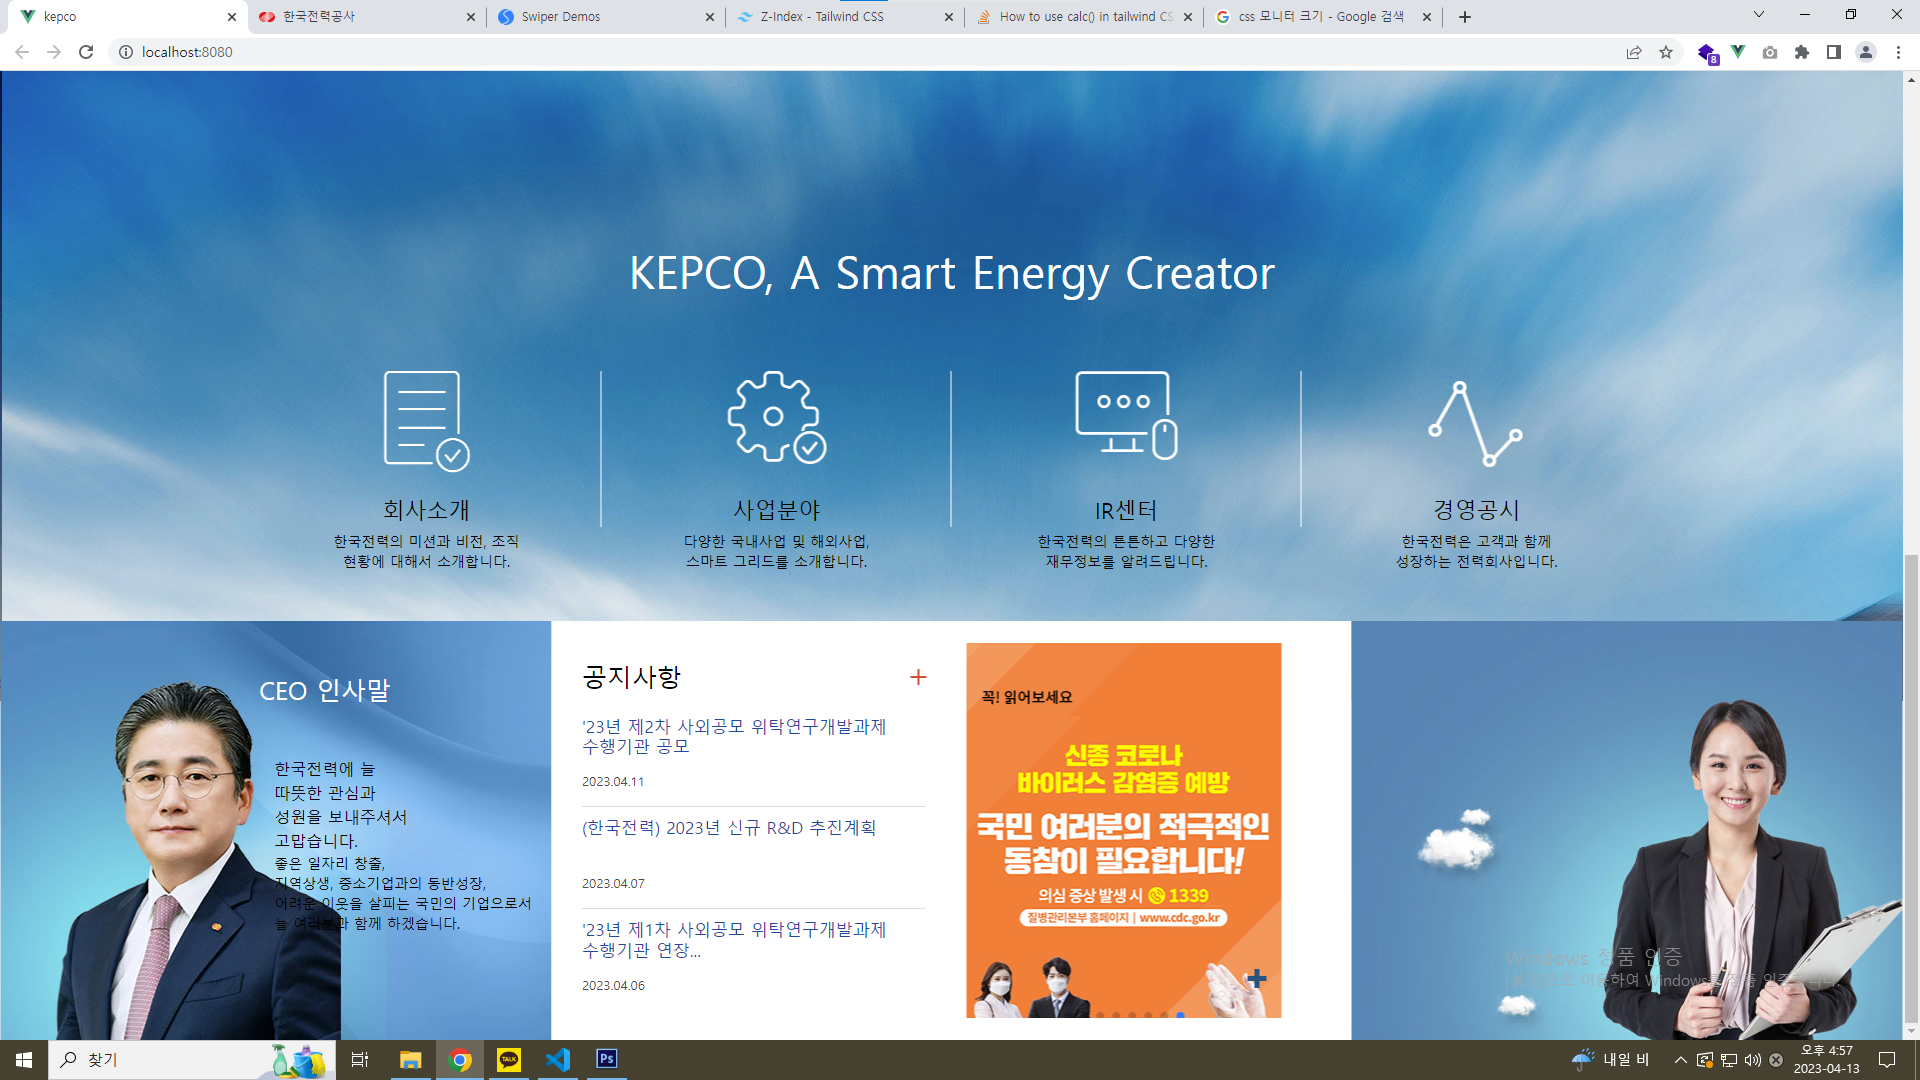 kepco
한국전력공사
Swiper Demos
Z-Index - Tailwind CSS
How to use calc() in tailwind CS
css 모니터 크기 - Google 검색
localhost:8080
8
KEPCO, A Smart Energy Creator
회사소개
한국전력의 미션과 비전, 조직
현황에 대해서 소개합니다.
사업분야
다양한 국내사업 및 해외사업,
스마트 그리드를 소개합니다.
IR센터
한국전력의 튼튼하고 다양한
재무정보를 알려드립니다.
경영공시
한국전력은 고객과 함께
성장하는 전력회사입니다.
CEO 인사말
한국전력에 늘
따뜻한 관심과
성원을 보내주셔서
고맙습니다.
좋은 일자리 창출,
지역상생, 중소기업과의 동반성장,
어려운 이웃을 살피는 국민의 기업으로서
늘 여러분과 함께 하겠습니다.
공지사항
'23년 제2차 사외공모 위탁연구개발과제
수행기관 공모
2023.04.11
(한국전력) 2023년 신규 R&D 추진계획
2023.04.07
'23년 제1차 사외공모 위탁연구개발과제
수행기관 연장...
2023.04.06
꼭! 읽어보세요
신종 코로나
바이러스 감염증 예방
국민 여러분의 적극적인
동참이 필요합니다!
의심 증상 발생 시 1339
질병관리본부 홈페이지 | www.cdc.go.kr
Windows 정품 인증
이동하여 Windows를 정품 인증합니다.
찾기
TALK
Ps
내일 비
오후 4:57
2023-04-13